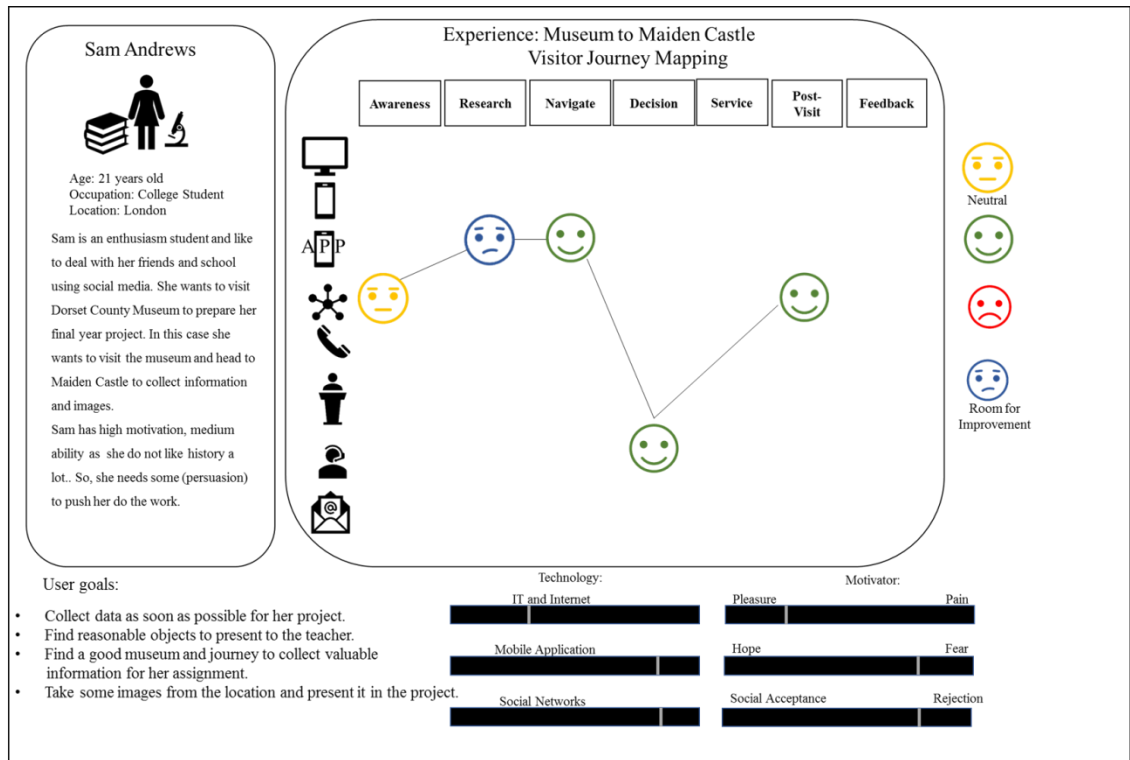 Sam Andrews
Age: 21 years old
Occupation: College Student
Location: London
Sam is an enthusiasm student and like
to deal with her friends and school
using social media. She wants to visit
Dorset County Museum to prepare her
final year project. In this case she
wants to visit the museum and head to
Maiden Castle to collect information
and images.
Sam has high motivation, medium
ability as she do not like history a
lot.. So, she needs some (persuasion)
to push her do the work.
Experience: Museum to Maiden Castle
Visitor Journey Mapping
Awareness
Research
Navigate
Decision
Service
Post-
Visit
Feedback
APP
@
Neutral
Room for
Improvement
User goals:
• Collect data as soon as possible for her project.
• Find reasonable objects to present to the teacher.
• Find a good museum and journey to collect valuable
information for her assignment.
• Take some images from the location and present it in the project.
Technology:
IT and Internet
Mobile Application
Social Networks
Motivator:
Pleasure Pain
Hope Fear
Social Acceptance Rejection